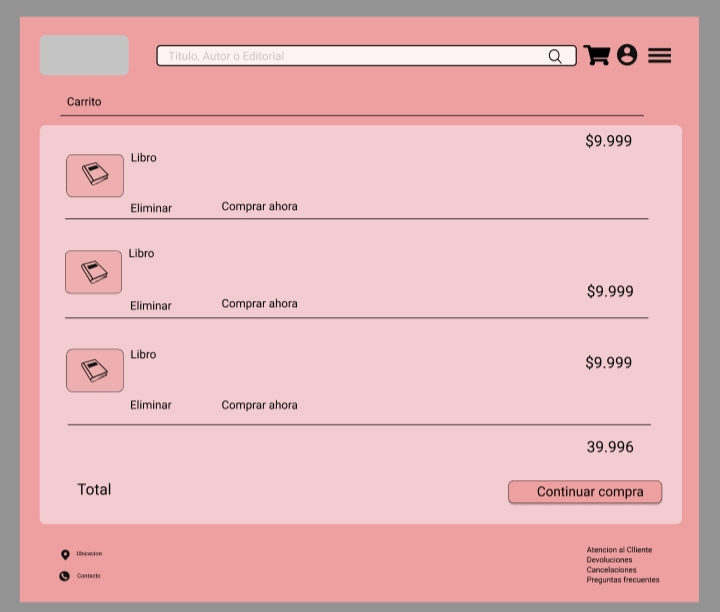 Titulo, Autor o Editorial
Carrito
$9.999
Libro
Eliminar Comprar ahora
Libro
$9.999
Eliminar Comprar ahora
Libro
$9.999
Eliminar Comprar ahora
39.996
Total
Continuar compra
Ubicacion
Contacto
Atencion al Clliente
Devoluciones
Cancelaciones
Preguntas frecuentes